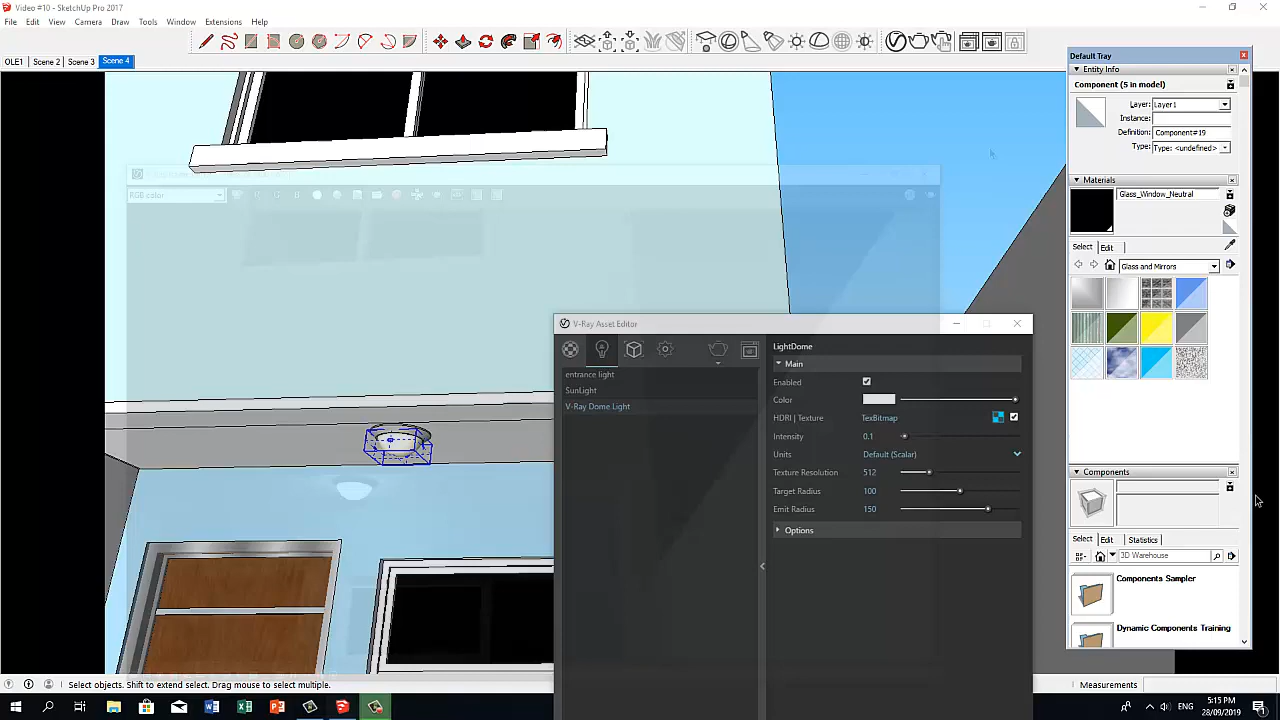 Video #10 - SketchUp Pro 2017
File Edit View Camera Draw Tools Window Extensions Help
OLE1 Scene 2 Scene 3 Scene 4
Default Tray
Entity Info
Component (5 in model)
Layer: Layer1
Instance:
Definition: Component#19
Type: Type: <undefined>
Materials
Glass_Window_Neutral
Select Edit
Glass and Mirrors
RGB color
V-Ray Asset Editor
entrance light
SunLight
V-Ray Dome Light
LightDome
Main
Enabled
Color
HDRI | Texture TexBitmap
Intensity 0.1
Units Default (Scalar)
Texture Resolution 512
Target Radius 100
Emit Radius 150
Options
Components
Select Edit Statistics
3D Warehouse
Components Sampler
Dynamic Components Training
Select objects. Shift to extend select. Drag mouse to select multiple.
Measurements
ENG
5:15 PM
28/09/2019